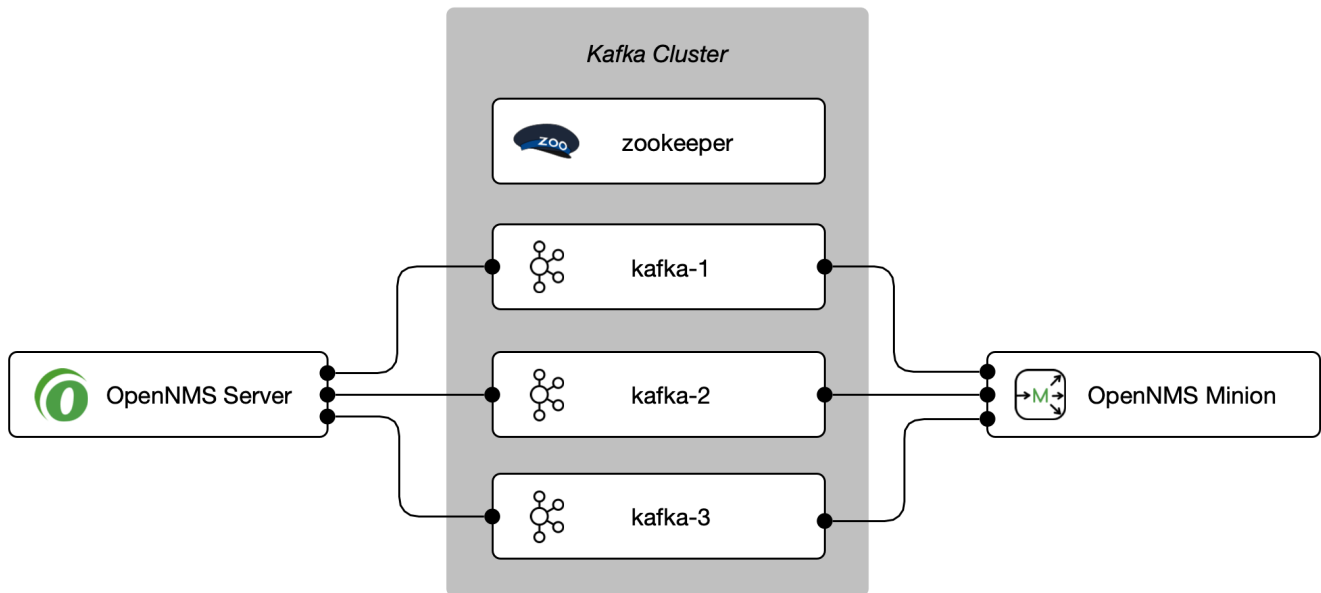 Kafka Cluster
ZOO
zookeeper
kafka-1
OpenNMS Server
kafka-2
M
OpenNMS Minion
kafka-3